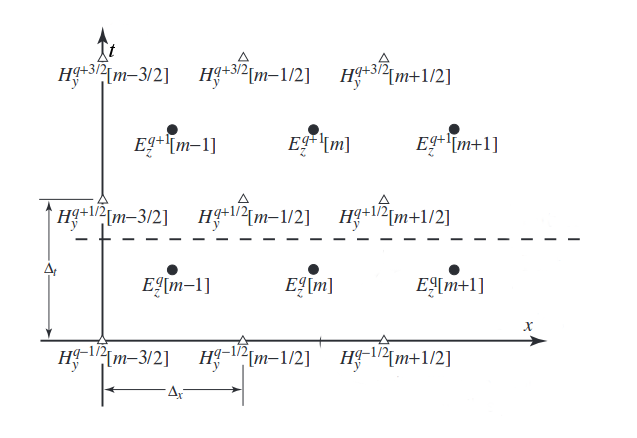 t
H_y^{q+3/2}[m−3/2] H_y^{q+3/2}[m−1/2] H_y^{q+3/2}[m+1/2]
E_z^{q+1}[m−1] E_z^{q+1}[m] E_z^{q+1}[m+1]
H_y^{q+1/2}[m−3/2] H_y^{q+1/2}[m−1/2] H_y^{q+1/2}[m+1/2]
Δ_t
E_z^q[m−1] E_z^q[m] E_z^q[m+1]
x
H_y^{q−1/2}[m−3/2] H_y^{q−1/2}[m−1/2] H_y^{q−1/2}[m+1/2]
Δ_x